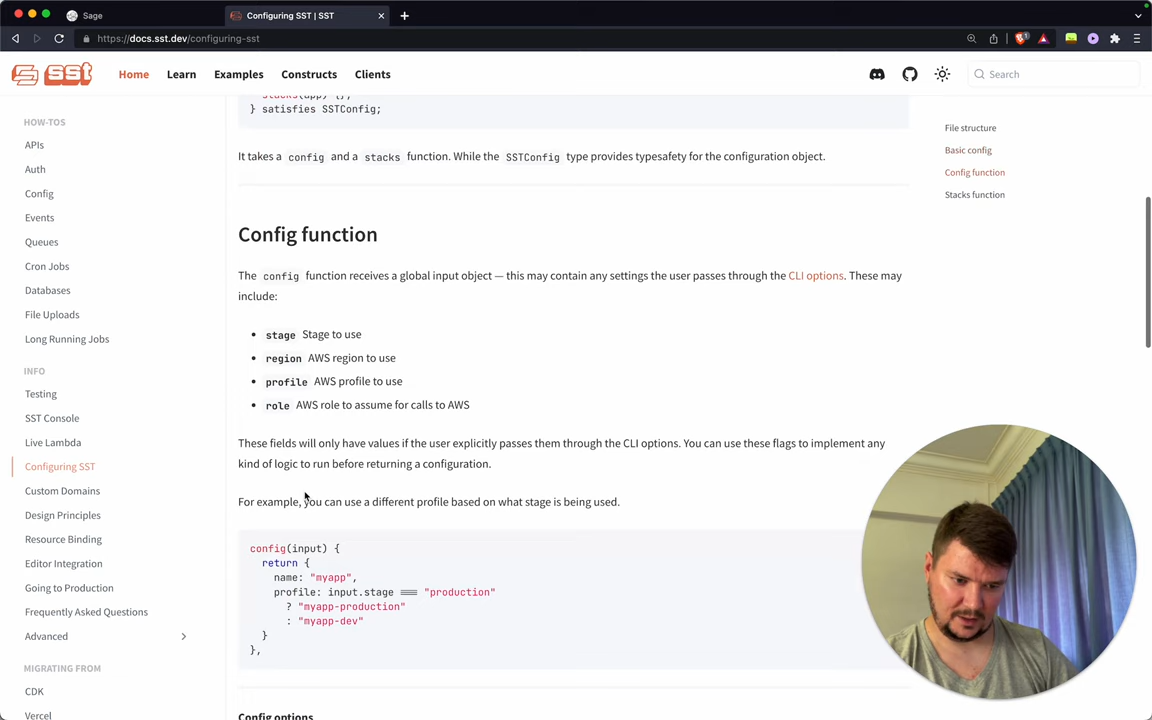 Sage
Configuring SST | SST
https://docs.sst.dev/configuring-sst
1
sst
Home
Learn
Examples
Constructs
Clients
Search
HOW-TOS
APIs
Auth
Config
Events
Queues
Cron Jobs
Databases
File Uploads
Long Running Jobs
INFO
Testing
SST Console
Live Lambda
Configuring SST
Custom Domains
Design Principles
Resource Binding
Editor Integration
Going to Production
Frequently Asked Questions
Advanced
MIGRATING FROM
CDK
Vercel
stacks(app) {},
} satisfies SSTConfig;
It takes a config and a stacks function. While the SSTConfig type provides typesafety for the configuration object.
Config function
The config function receives a global input object — this may contain any settings the user passes through the CLI options. These may
include:
• stage Stage to use
• region AWS region to use
• profile AWS profile to use
• role AWS role to assume for calls to AWS
These fields will only have values if the user explicitly passes them through the CLI options. You can use these flags to implement any
kind of logic to run before returning a configuration.
For example, you can use a different profile based on what stage is being used.
config(input) {
return {
name: "myapp",
profile: input.stage === "production"
? "myapp-production"
: "myapp-dev"
}
},
Config options
File structure
Basic config
Config function
Stacks function